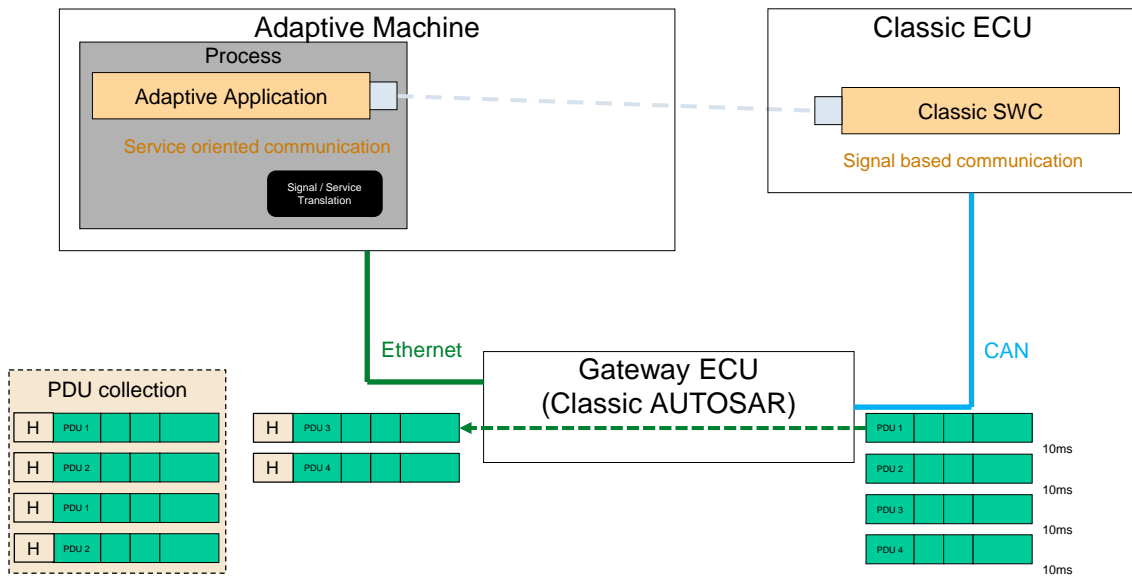 Adaptive Machine
Process
Adaptive Application
Service oriented communication
Signal / Service
Translation
Classic ECU
Classic SWC
Signal based communication
Ethernet
CAN
Gateway ECU
(Classic AUTOSAR)
PDU collection
H PDU 1
H PDU 2
H PDU 1
H PDU 2
H PDU 3
H PDU 4
PDU 1
10ms
PDU 2
10ms
PDU 3
10ms
PDU 4
10ms